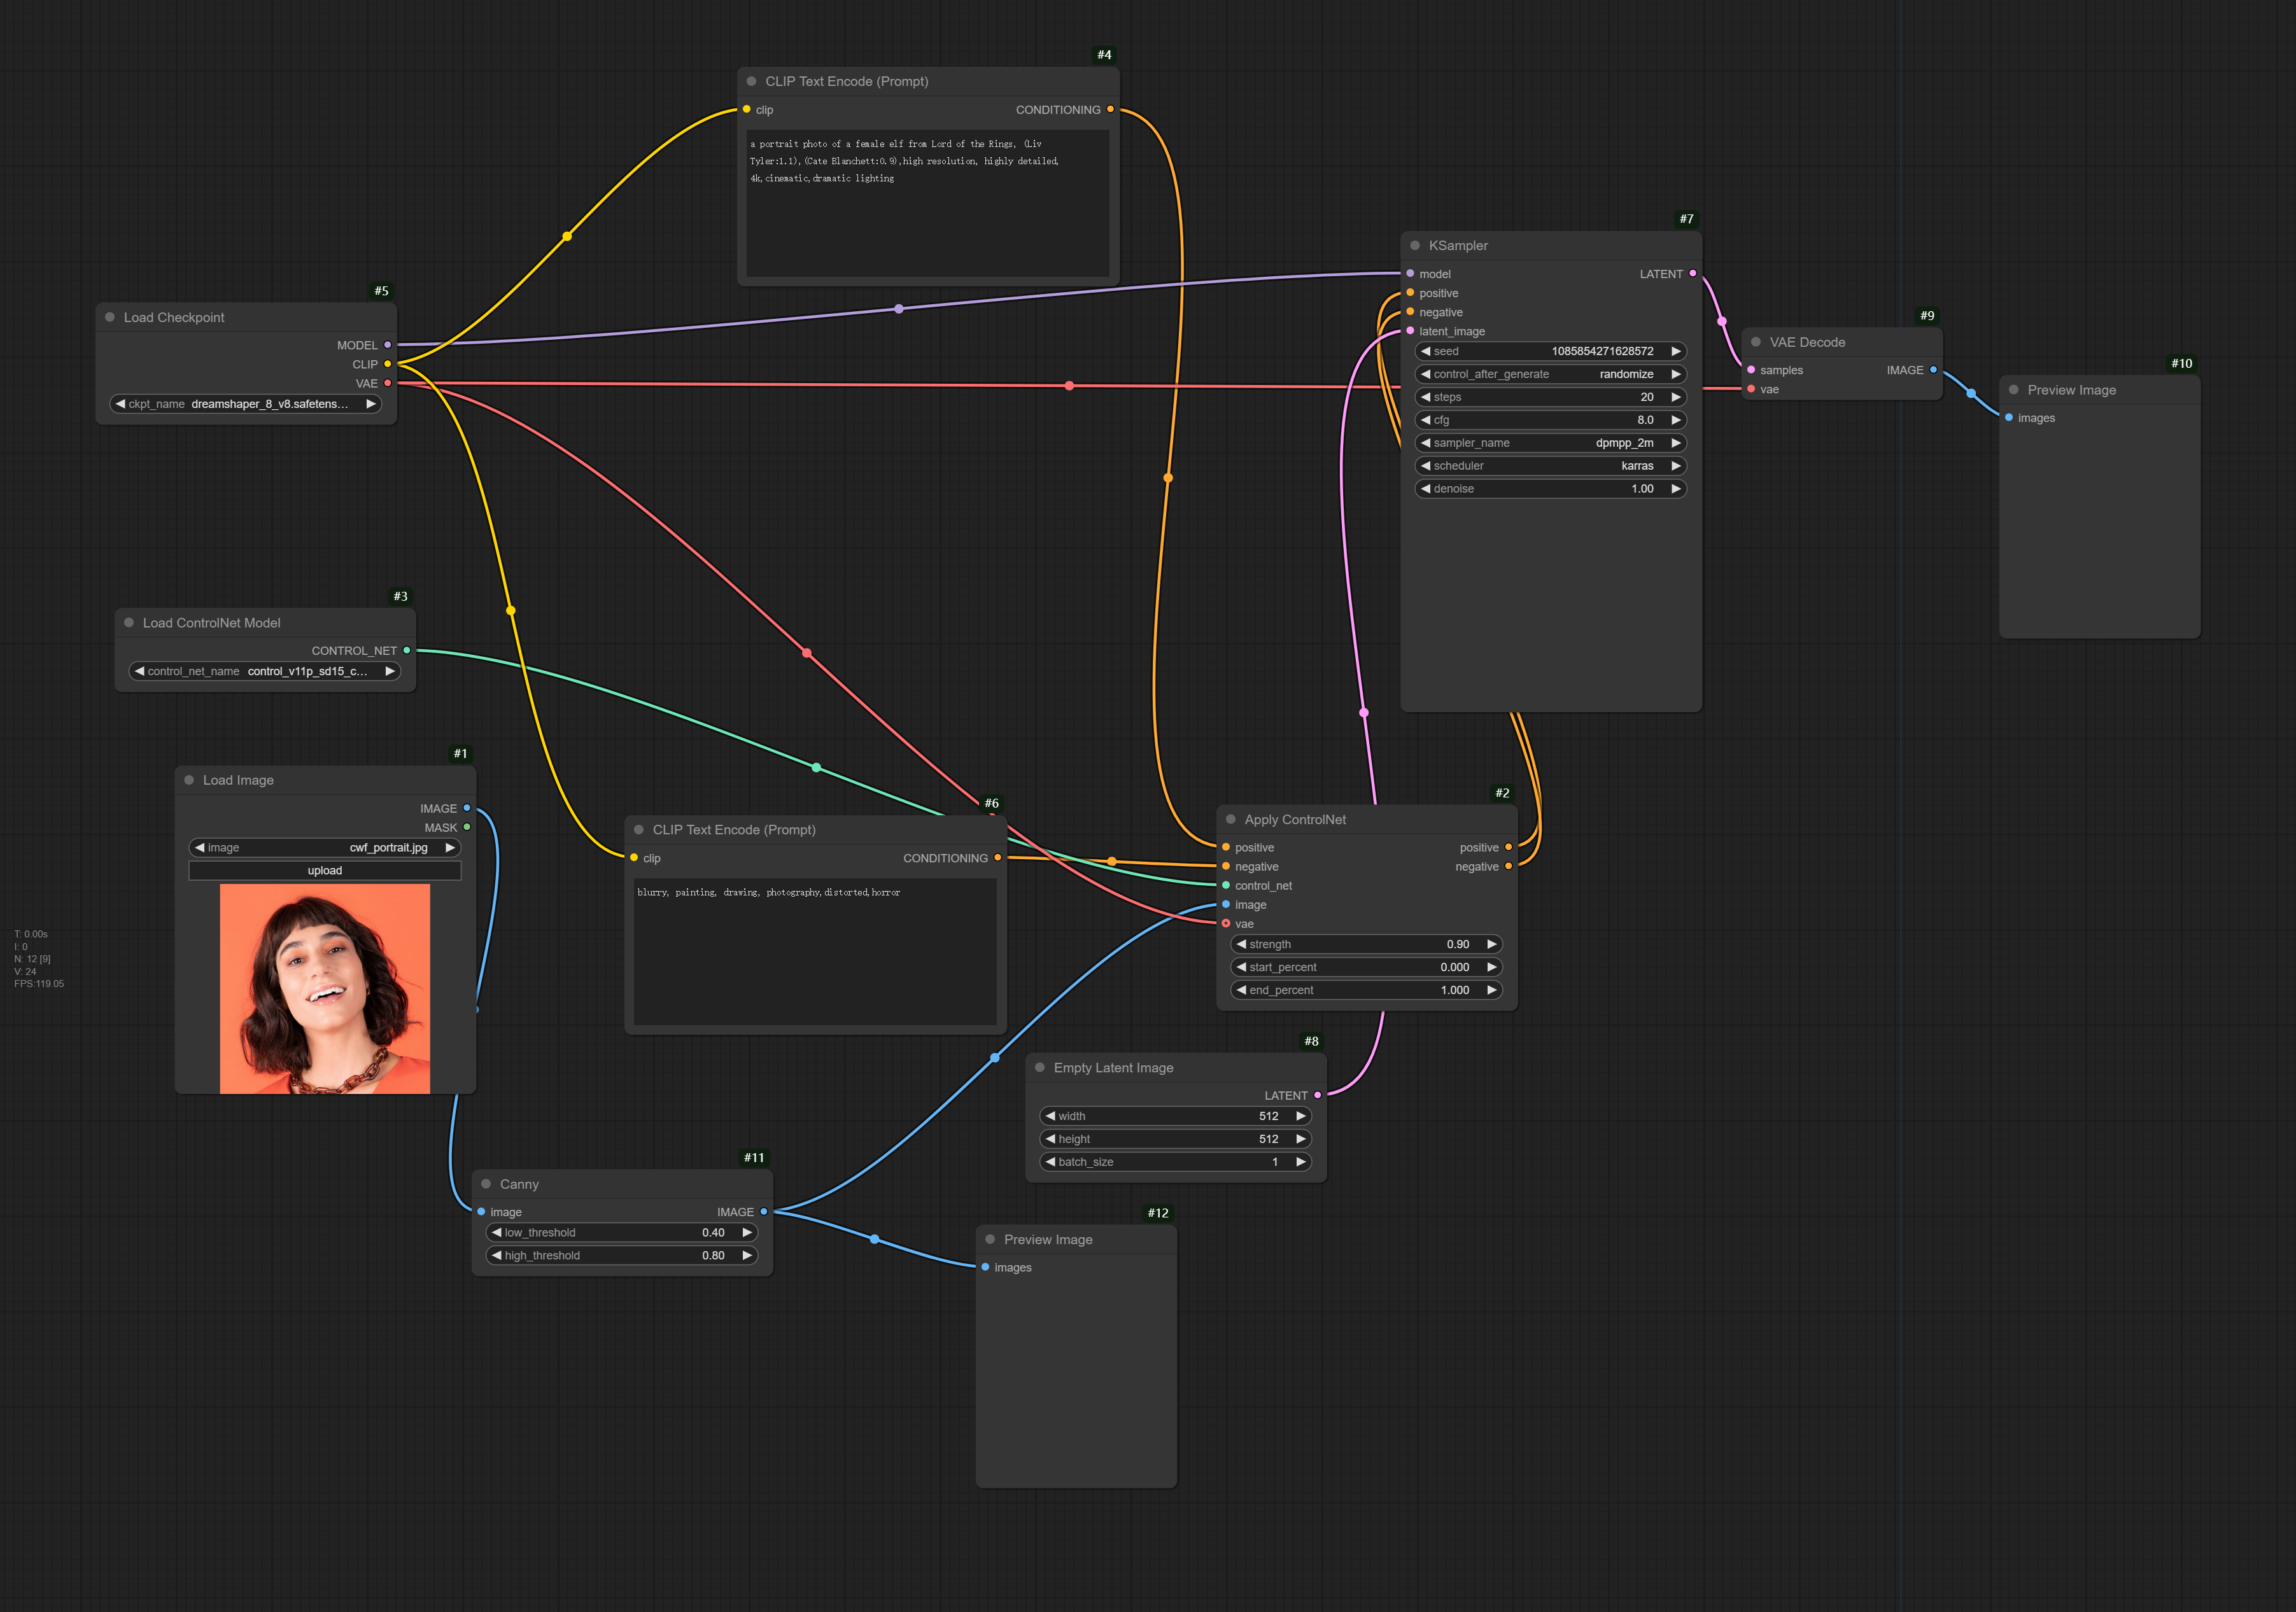 #4
CLIP Text Encode (Prompt)
clip CONDITIONING
a portrait photo of a female elf from Lord of the Rings, (Liv
Tyler:1.1),(Cate Blanchett:0.9),high resolution, highly detailed,
4k,cinematic,dramatic lighting
#5
Load Checkpoint
MODEL
CLIP
VAE
ckpt_name dreamshaper_8_v8.safetens...
#7
KSampler
model LATENT
positive
negative
latent_image
seed 1085854271628572
control_after_generate randomize
steps 20
cfg 8.0
sampler_name dpmpp_2m
scheduler karras
denoise 1.00
#9
VAE Decode
samples IMAGE
vae
#10
Preview Image
images
#3
Load ControlNet Model
CONTROL_NET
control_net_name control_v11p_sd15_c...
#1
Load Image
IMAGE
MASK
image cwf_portrait.jpg
upload
#6
CLIP Text Encode (Prompt)
clip CONDITIONING
blurry, painting, drawing, photography,distorted,horror
#2
Apply ControlNet
positive positive
negative negative
control_net
image
vae
strength 0.90
start_percent 0.000
end_percent 1.000
T: 0.00s
I: 0
N: 12 [9]
V: 24
FPS:119.05
#8
Empty Latent Image
LATENT
width 512
height 512
batch_size 1
#11
Canny
image IMAGE
low_threshold 0.40
high_threshold 0.80
#12
Preview Image
images